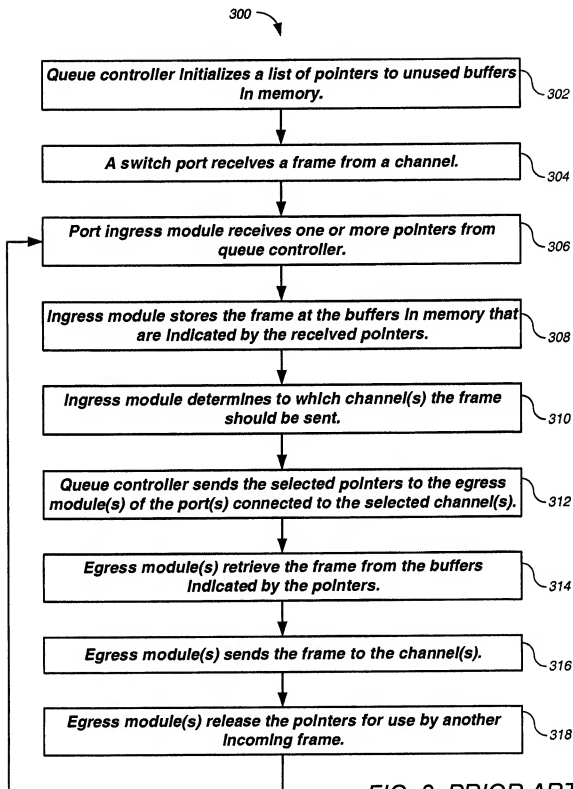 300
Queue controller initializes a list of pointers to unused buffers
in memory.
302
A switch port receives a frame from a channel.
304
Port ingress module receives one or more pointers from
queue controller.
306
Ingress module stores the frame at the buffers in memory that
are indicated by the received pointers.
308
Ingress module determines to which channel(s) the frame
should be sent.
310
Queue controller sends the selected pointers to the egress
module(s) of the port(s) connected to the selected channel(s).
312
Egress module(s) retrieve the frame from the buffers
indicated by the pointers.
314
Egress module(s) sends the frame to the channel(s).
316
Egress module(s) release the pointers for use by another
incoming frame.
318